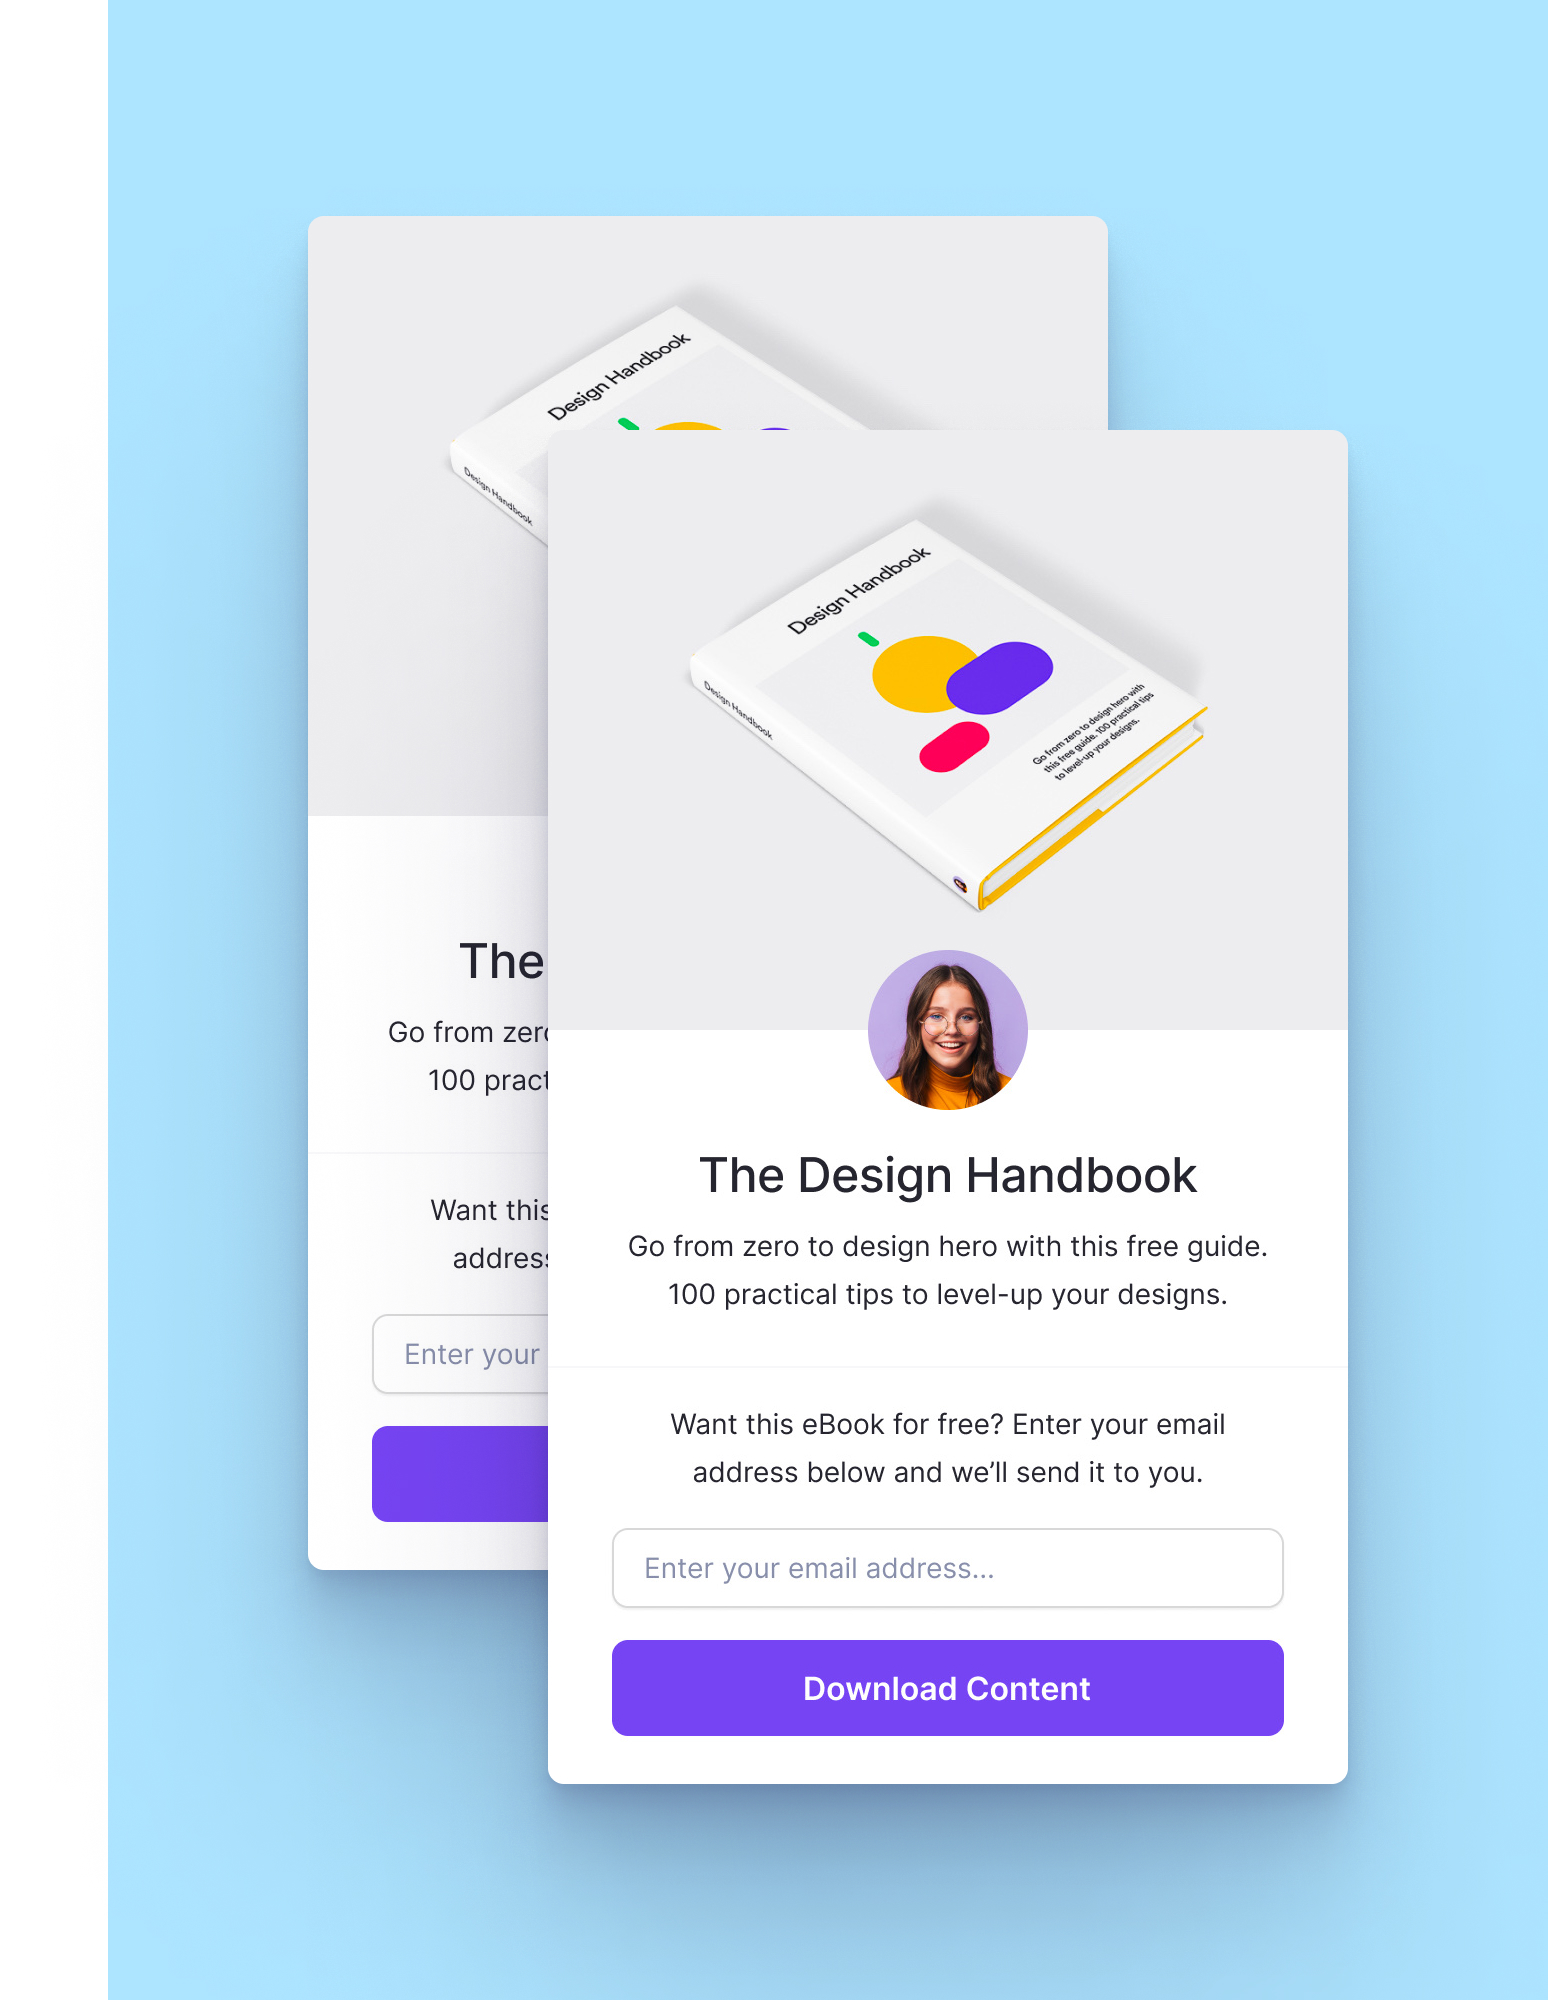 Design Handbook
Design Handbook
The
Go from zero
100 pract
Want this
address
Enter your
Design Handbook
Design Handbook
Go from zero to design hero with
this free guide. 100 practical tips
to level-up your designs.
The Design Handbook
Go from zero to design hero with this free guide.
100 practical tips to level-up your designs.
Want this eBook for free? Enter your email
address below and we’ll send it to you.
Enter your email address...
Download Content